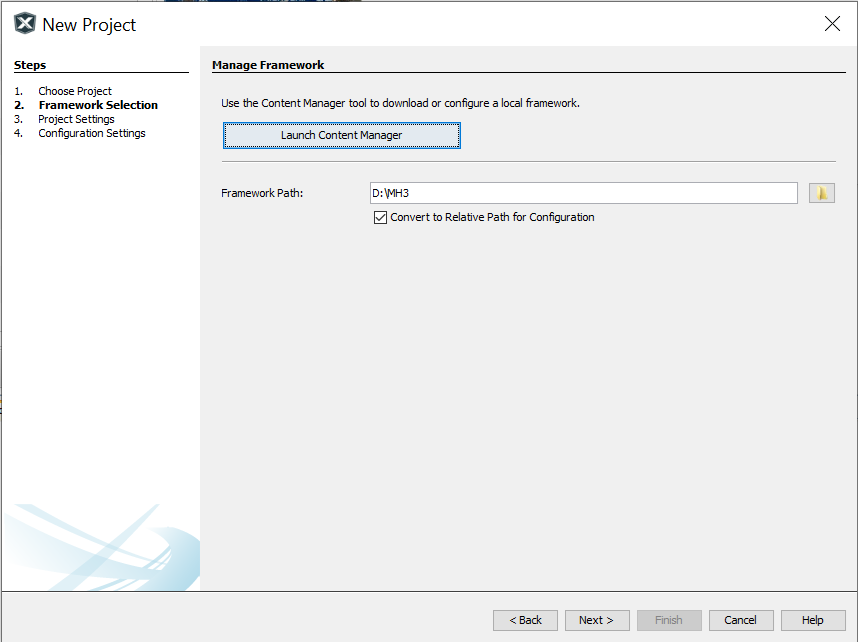 New Project
Steps
1. Choose Project
2. Framework Selection
3. Project Settings
4. Configuration Settings
Manage Framework
Use the Content Manager tool to download or configure a local framework.
Launch Content Manager
Framework Path: D:\MH3
Convert to Relative Path for Configuration
< Back Next > Finish Cancel Help